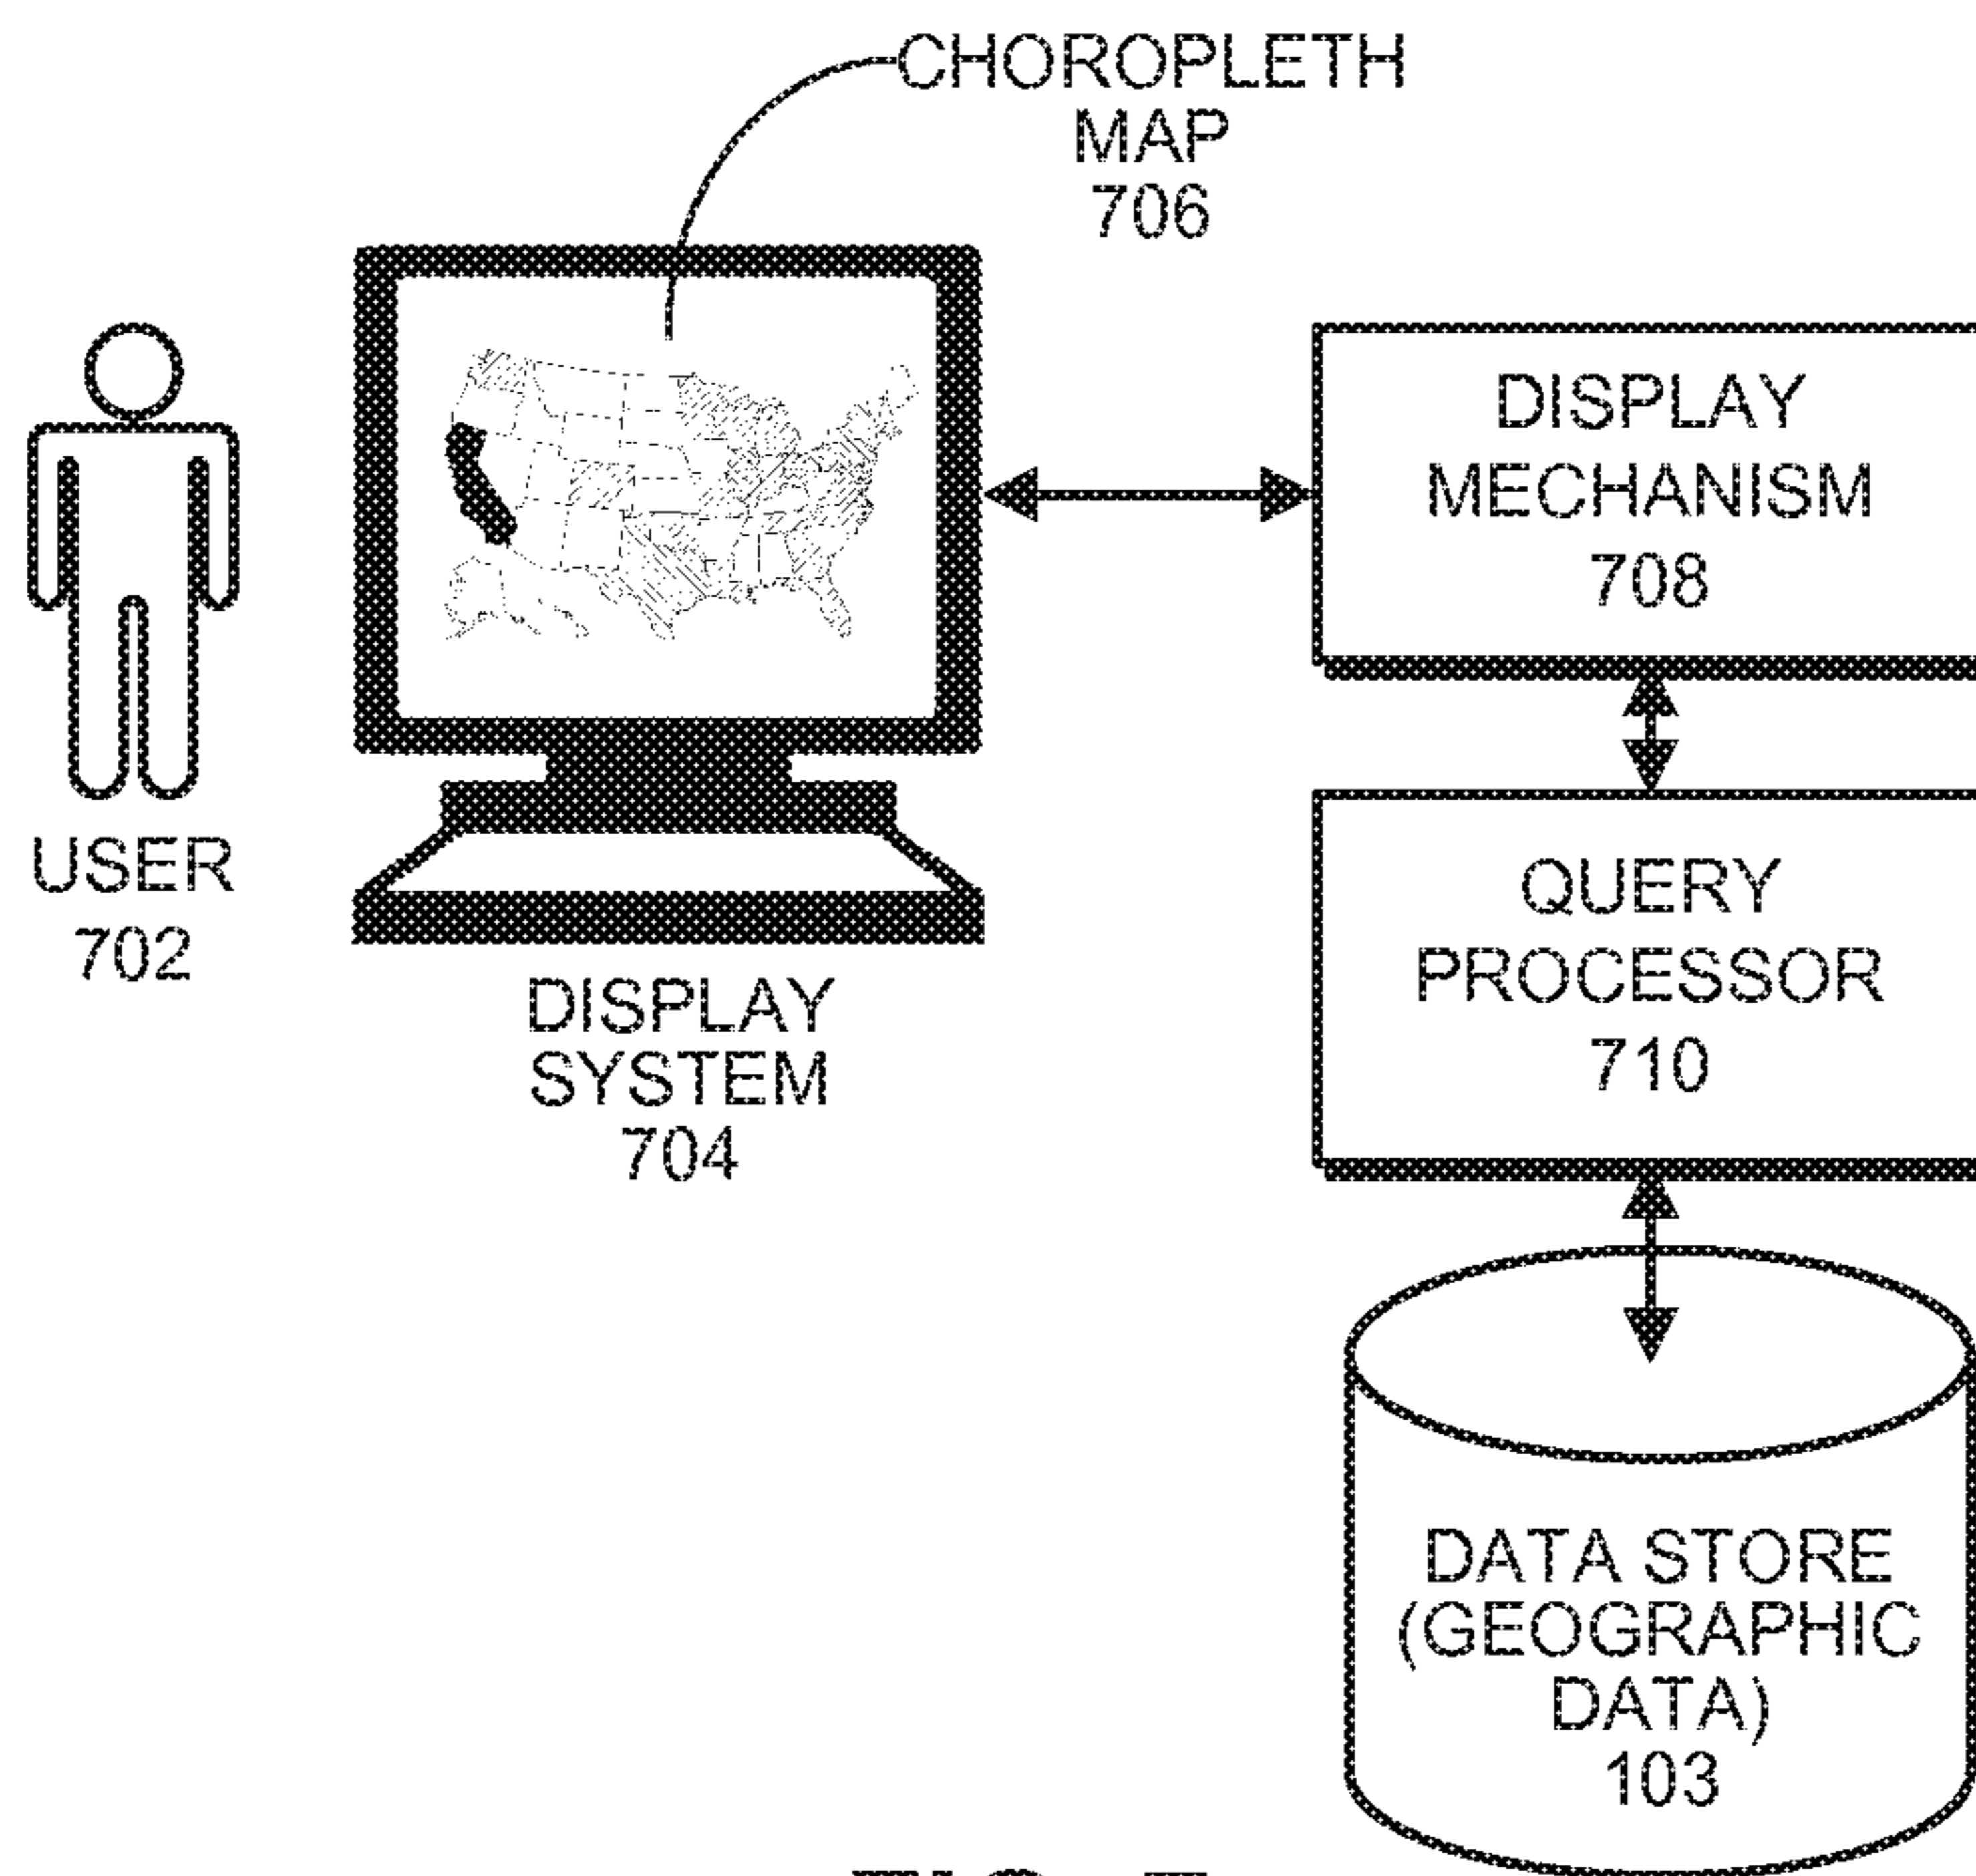 CHOROPLETH
MAP
706
DISPLAY
MECHANISM
708
USER
702
DISPLAY
SYSTEM
704
QUERY
PROCESSOR
710
DATA STORE
(GEOGRAPHIC
DATA)
103